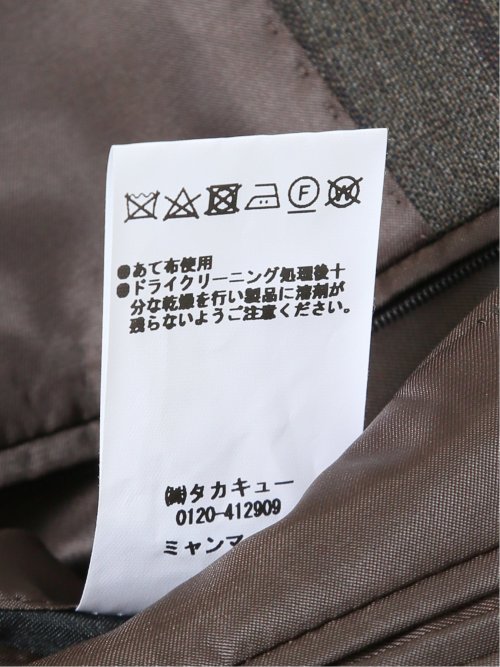 F W
●あて布使用
●ドライクリーニング処理後十
分な乾燥を行い製品に溶剤が
残らないようご注意ください。
㈱タカキュー
0120-412909
ミャンマ